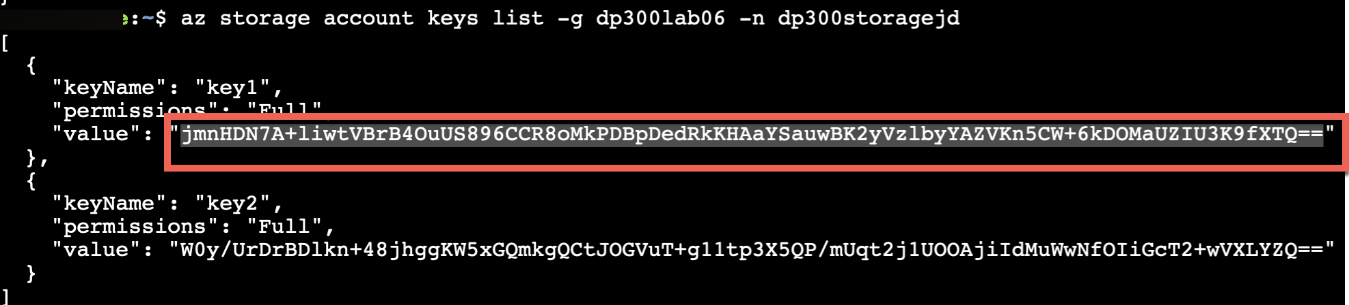 e:~$ az storage account keys list -g dp300lab06 -n dp300storagejd
[
  {
    "keyName": "key1",
    "permissions": "Full"
    "value": "jmnHDN7A+liwtVBrB4OuUS896CCR8oMkPDBpDedRkKHAaYSauwBK2yVzlbyYAZVKn5CW+6kDOMaUZIU3K9fXTQ=="
  },
  {
    "keyName": "key2",
    "permissions": "Full",
    "value": "W0y/UrDrBDlkn+48jhggKW5xGQmkgQCtJOGVuT+g11tp3X5QP/mUqt2j1UOOAjiIdMuWwNfOIiGcT2+wVXLYZQ=="
  }
]